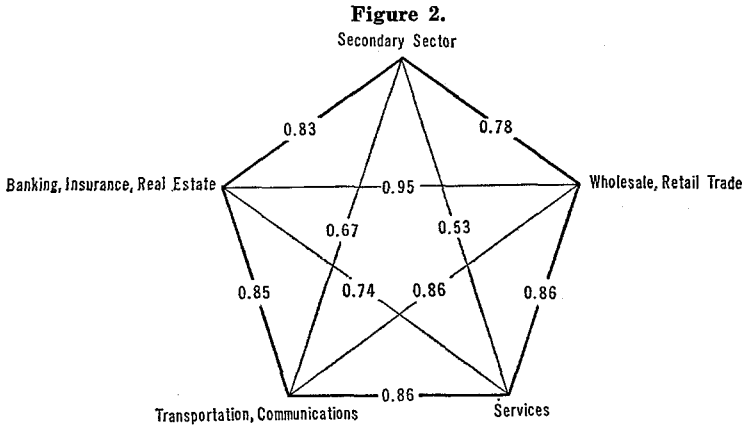 Figure 2.
Secondary Sector
0.83
0.78
Banking, Insurance, Real Estate
0.95
Wholesale, Retail Trade
0.67
0.53
0.85
0.74
0.86
0.86
0.86
Transportation, Communications
Services